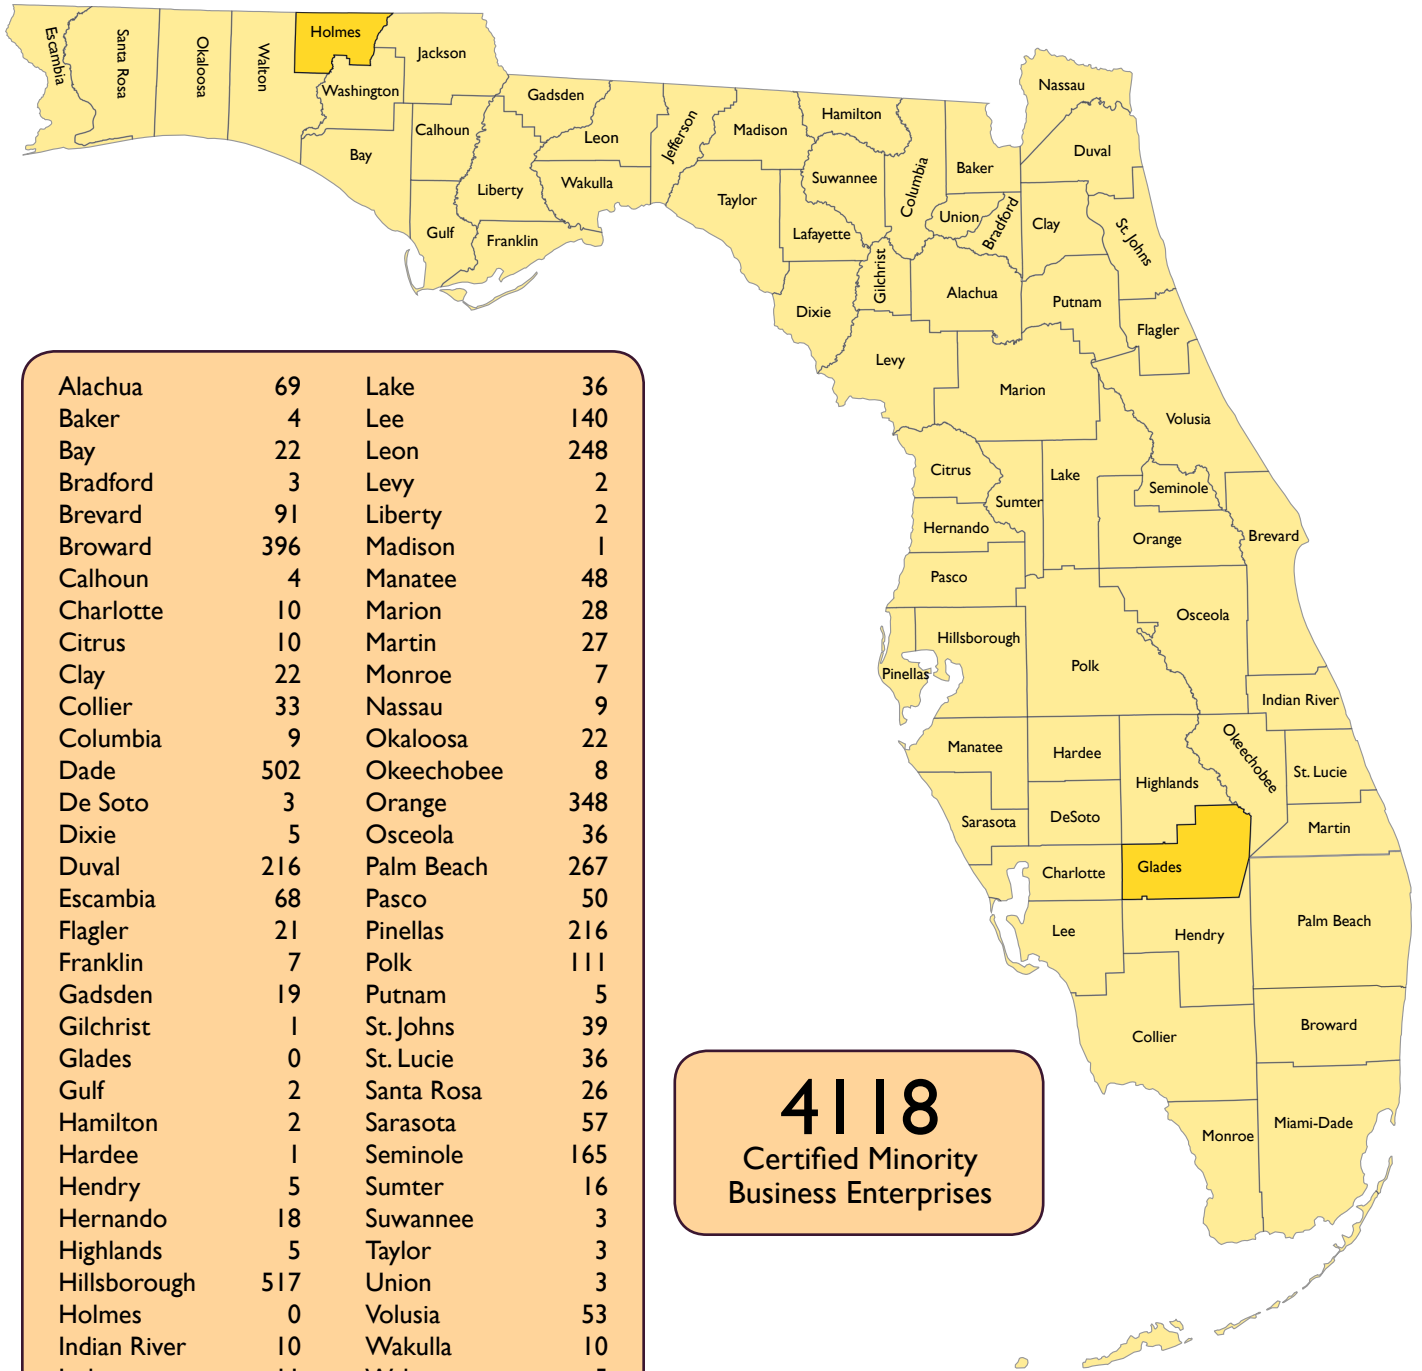 Escambia
Santa Rosa
Okaloosa
Walton
Holmes
Jackson
Washington
Bay
Calhoun
Gulf
Gadsden
Liberty
Franklin
Leon
Wakulla
Jefferson
Madison
Taylor
Hamilton
Suwannee
Lafayette
Dixie
Columbia
Gilchrist
Baker
Union
Bradford
Alachua
Levy
Nassau
Duval
Clay
St. Johns
Putnam
Flagler
Marion
Volusia
Citrus
Sumter
Lake
Seminole
Hernando
Orange
Brevard
Pasco
Osceola
Hillsborough
Pinellas
Polk
Indian River
Manatee
Hardee
Highlands
Okeechobee
St. Lucie
Sarasota
DeSoto
Martin
Charlotte
Glades
Lee
Hendry
Palm Beach
Collier
Broward
Monroe
Miami-Dade
Alachua 69 Lake 36
Baker 4 Lee 140
Bay 22 Leon 248
Bradford 3 Levy 2
Brevard 91 Liberty 2
Broward 396 Madison 1
Calhoun 4 Manatee 48
Charlotte 10 Marion 28
Citrus 10 Martin 27
Clay 22 Monroe 7
Collier 33 Nassau 9
Columbia 9 Okaloosa 22
Dade 502 Okeechobee 8
De Soto 3 Orange 348
Dixie 5 Osceola 36
Duval 216 Palm Beach 267
Escambia 68 Pasco 50
Flagler 21 Pinellas 216
Franklin 7 Polk 111
Gadsden 19 Putnam 5
Gilchrist 1 St. Johns 39
Glades 0 St. Lucie 36
Gulf 2 Santa Rosa 26
Hamilton 2 Sarasota 57
Hardee 1 Seminole 165
Hendry 5 Sumter 16
Hernando 18 Suwannee 3
Highlands 5 Taylor 3
Hillsborough 517 Union 3
Holmes 0 Volusia 53
Indian River 10 Wakulla 10
4118
Certified Minority
Business Enterprises